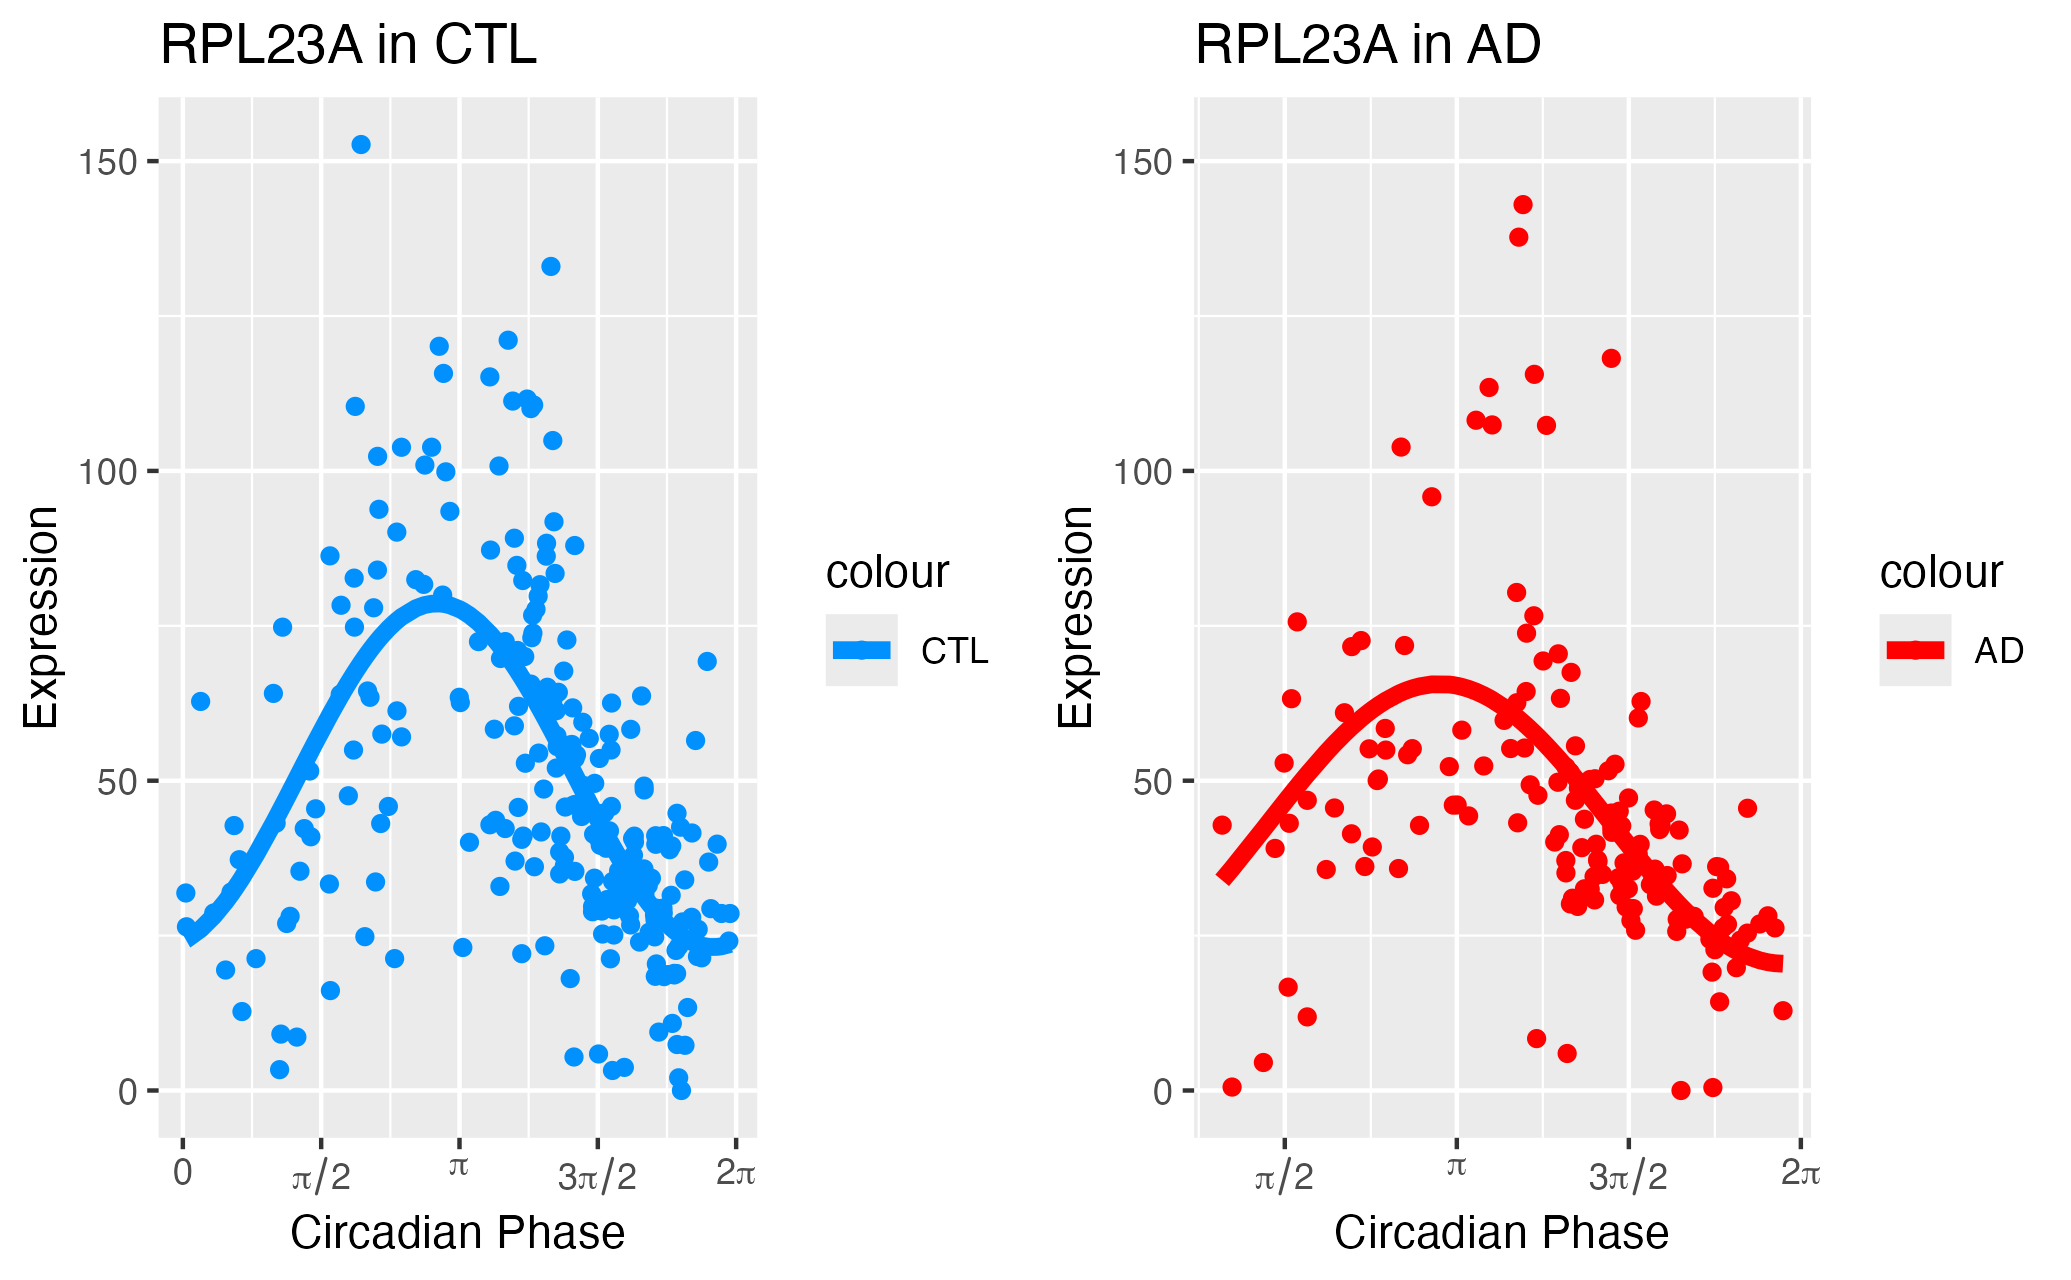 RPL23A in CTL
150
100
50
0
Expression
0 π/2 π 3π/2 2π
Circadian Phase
colour
CTL
RPL23A in AD
150
100
50
0
Expression
π/2 π 3π/2 2π
Circadian Phase
colour
AD